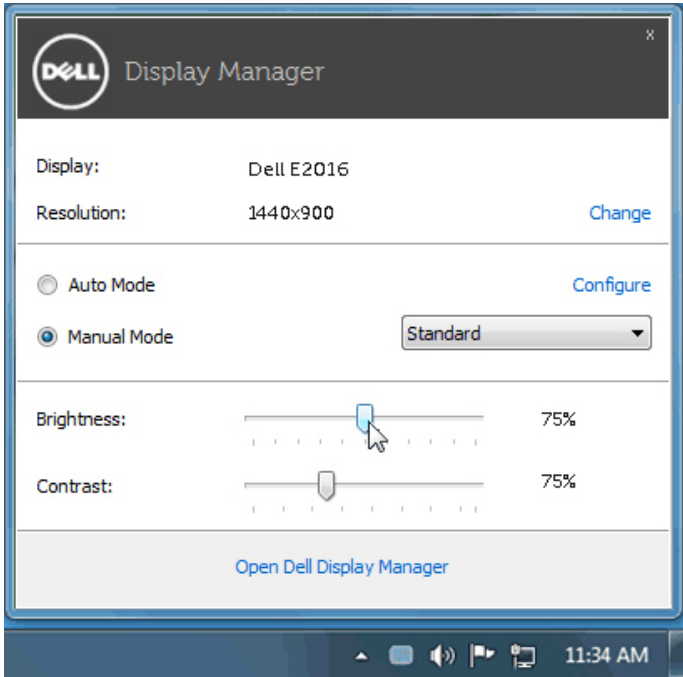 x
DELL Display Manager
Display: Dell E2016
Resolution: 1440x900 Change
Auto Mode Configure
Manual Mode Standard
Brightness: 75%
Contrast: 75%
Open Dell Display Manager
11:34 AM